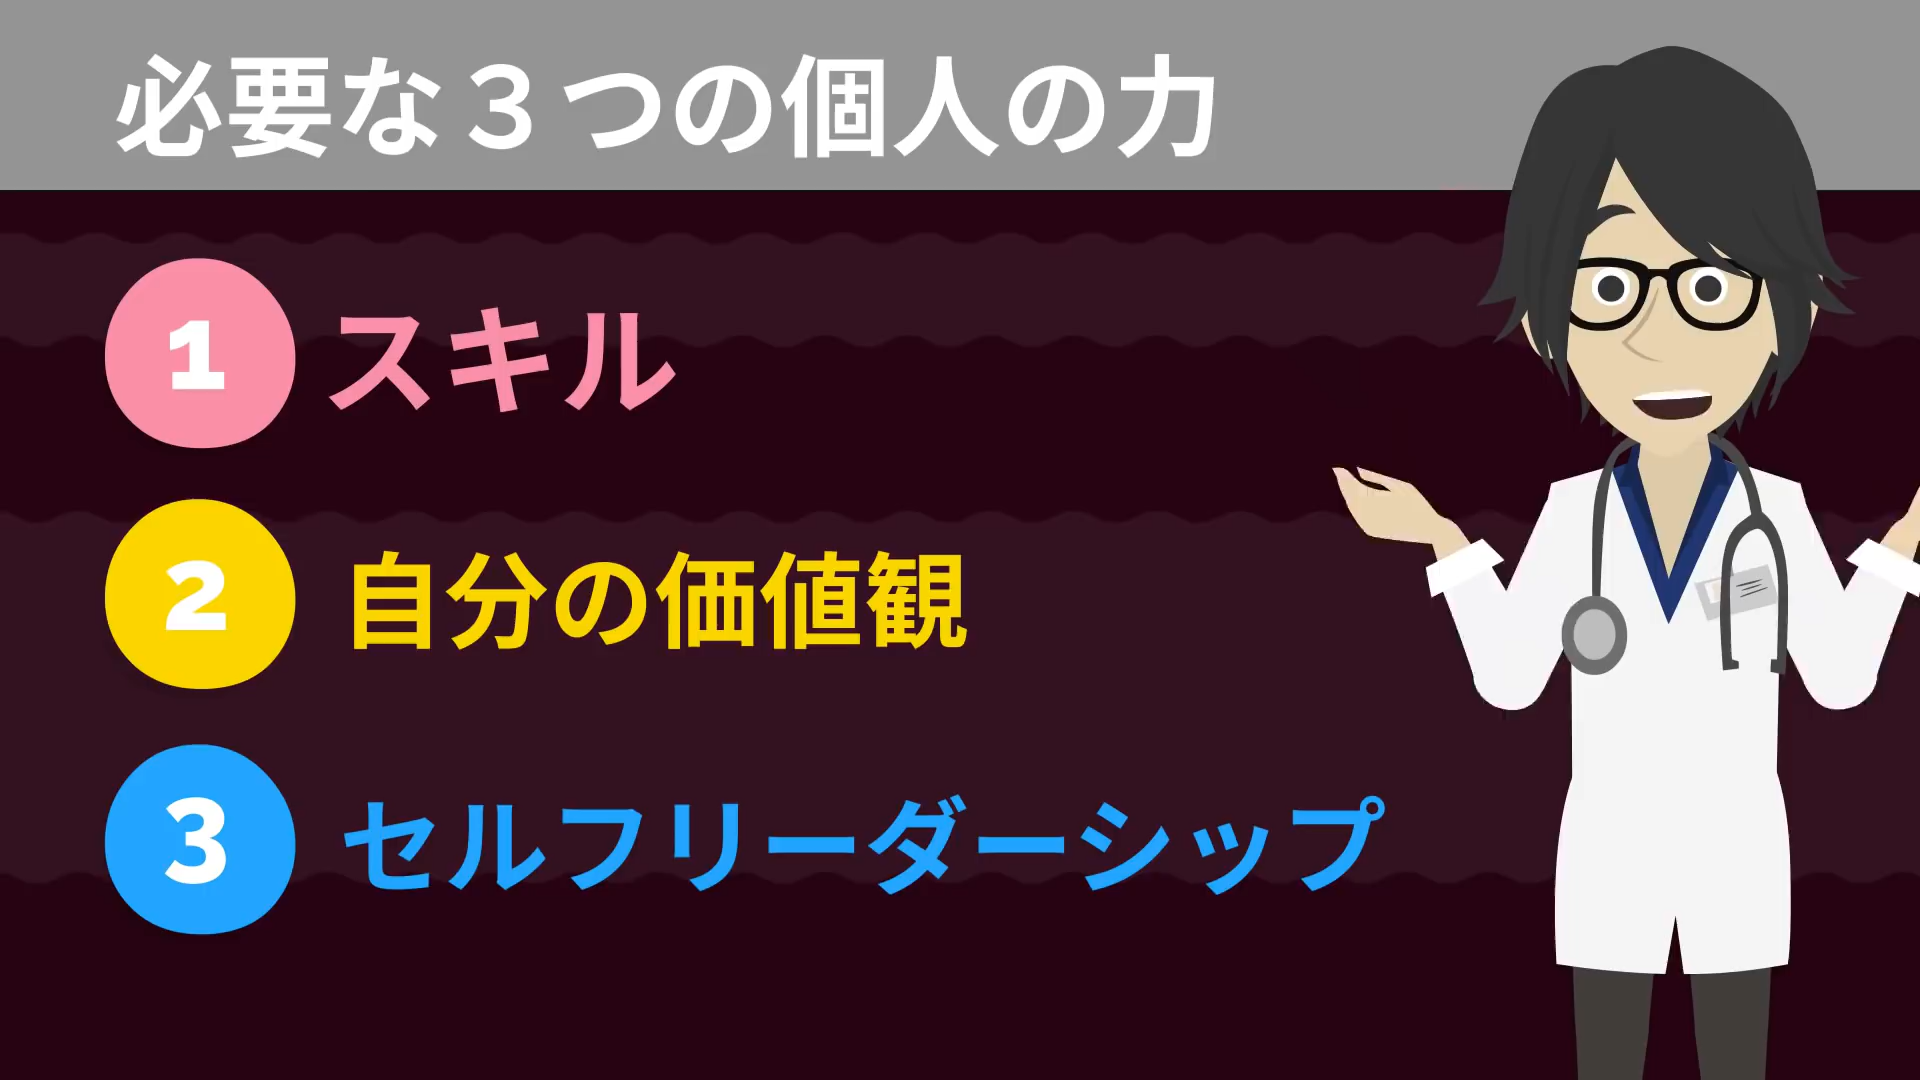 必要な３つの個人の力
1 スキル
2 自分の価値観
3 セルフリーダーシップ